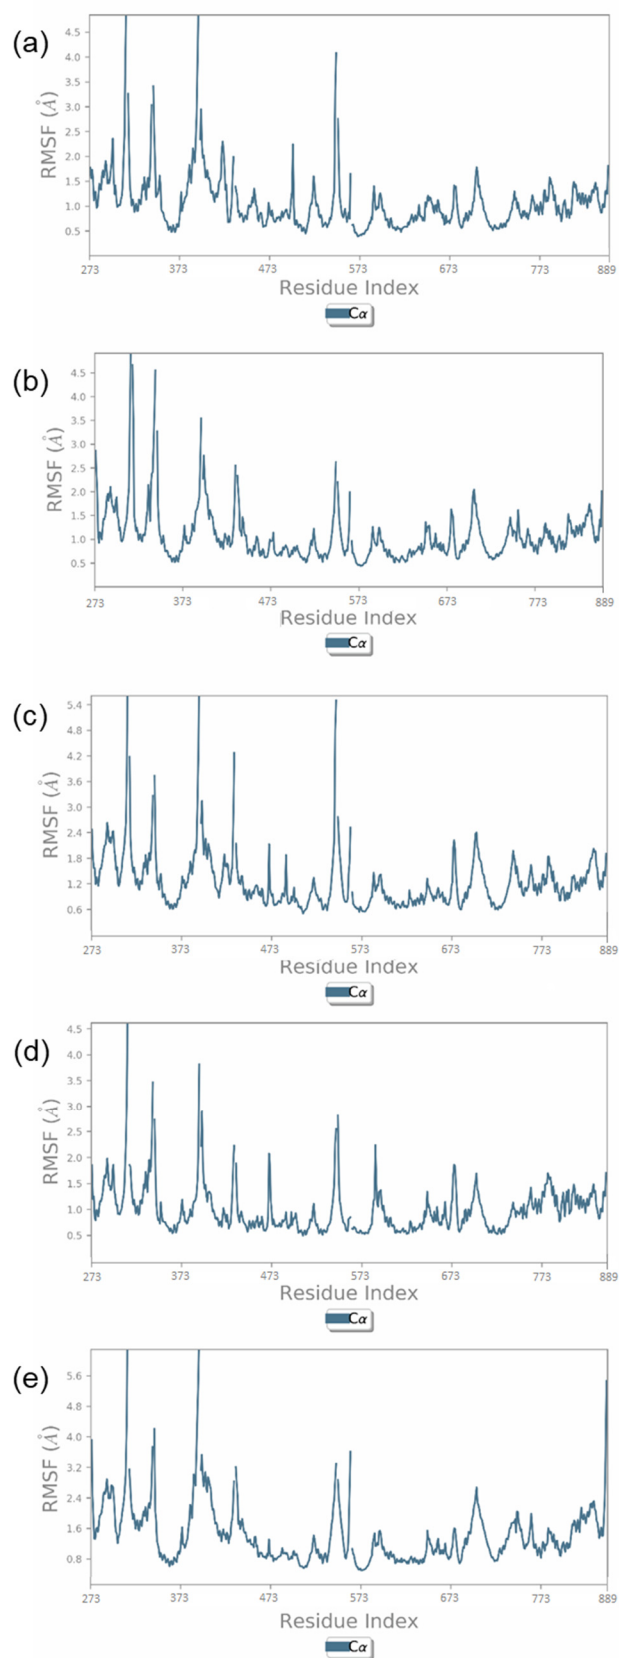 (a)
RMSF (Å)
4.5
4.0
3.5
3.0
2.5
2.0
1.5
1.0
0.5
273 373 473 573 673 773 889
Residue Index
Cα
(b)
RMSF (Å)
4.5
4.0
3.5
3.0
2.5
2.0
1.5
1.0
0.5
273 373 473 573 673 773 889
Residue Index
Cα
(c)
RMSF (Å)
5.4
4.8
4.2
3.6
3.0
2.4
1.8
1.2
0.6
273 373 473 573 673 773 889
Residue Index
Cα
(d)
RMSF (Å)
4.5
4.0
3.5
3.0
2.5
2.0
1.5
1.0
0.5
273 373 473 573 673 773 889
Residue Index
Cα
(e)
RMSF (Å)
5.6
4.8
4.0
3.2
2.4
1.6
0.8
273 373 473 573 673 773 889
Residue Index
Cα